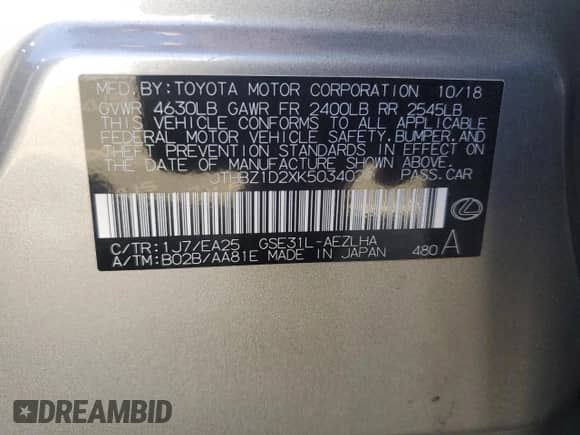 MFD. BY: TOYOTA MOTOR CORPORATION 10/18
GVWR 4630LB GAWR FR 2400LB RR 2545LB
THIS VEHICLE CONFORMS TO ALL APPLICABLE
FEDERAL MOTOR VEHICLE SAFETY, BUMPER, AND
THEFT PREVENTION STANDARDS IN EFFECT ON
THE DATE OF MANUFACTURE SHOWN ABOVE.
PASS. CAR
C/TR: 1J7/EA25 GSE31L-AEZLHA
A/TM: B02B/AA81E MADE IN JAPAN 480 A
DREAMBID